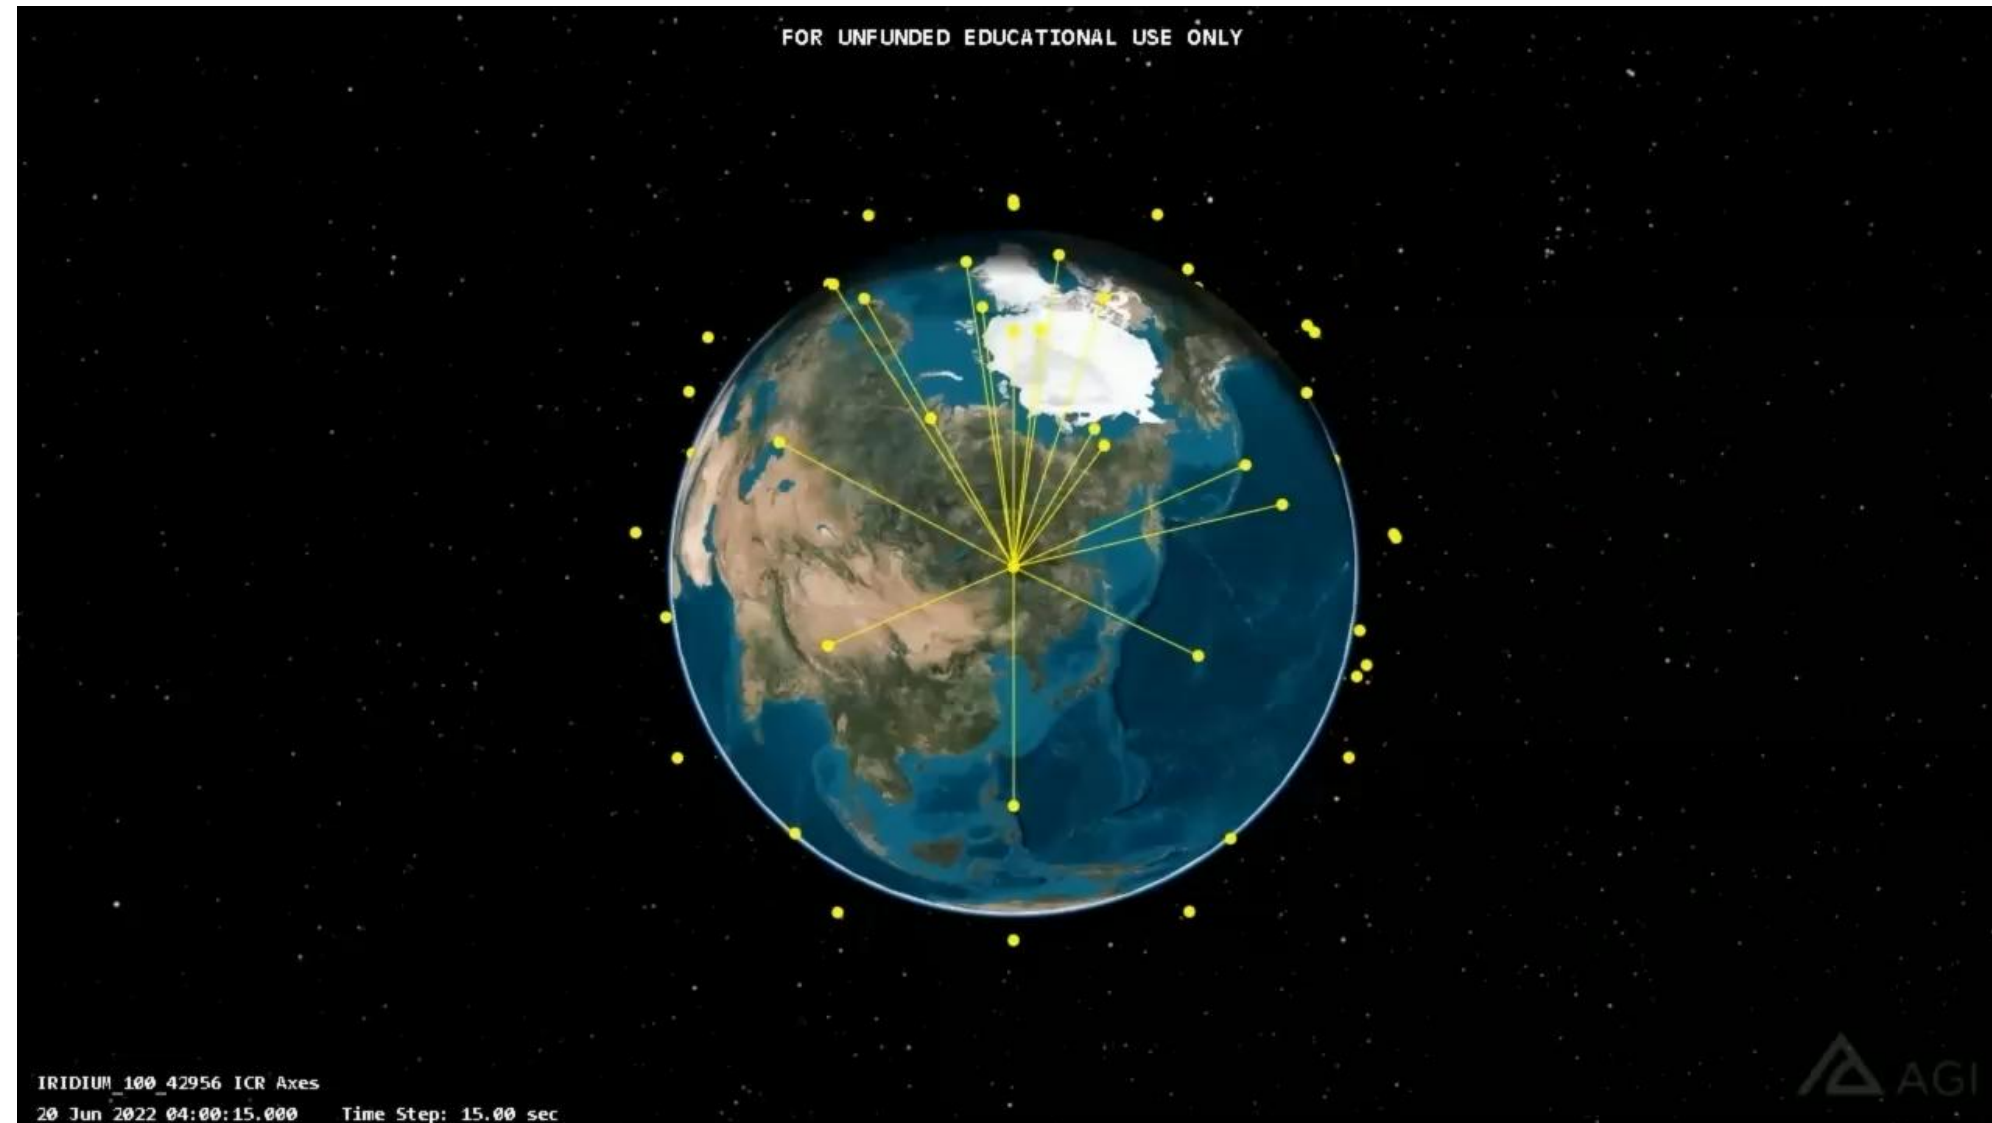 FOR UNFUNDED EDUCATIONAL USE ONLY
IRIDIUM_100_42956 ICR Axes
20 Jun 2022 04:00:15.000 Time Step: 15.00 sec
AGI